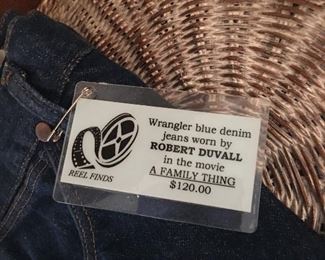 Wrangler blue denim
jeans worn by
ROBERT DUVALL
in the movie
A FAMILY THING
$120.00
REEL FINDS